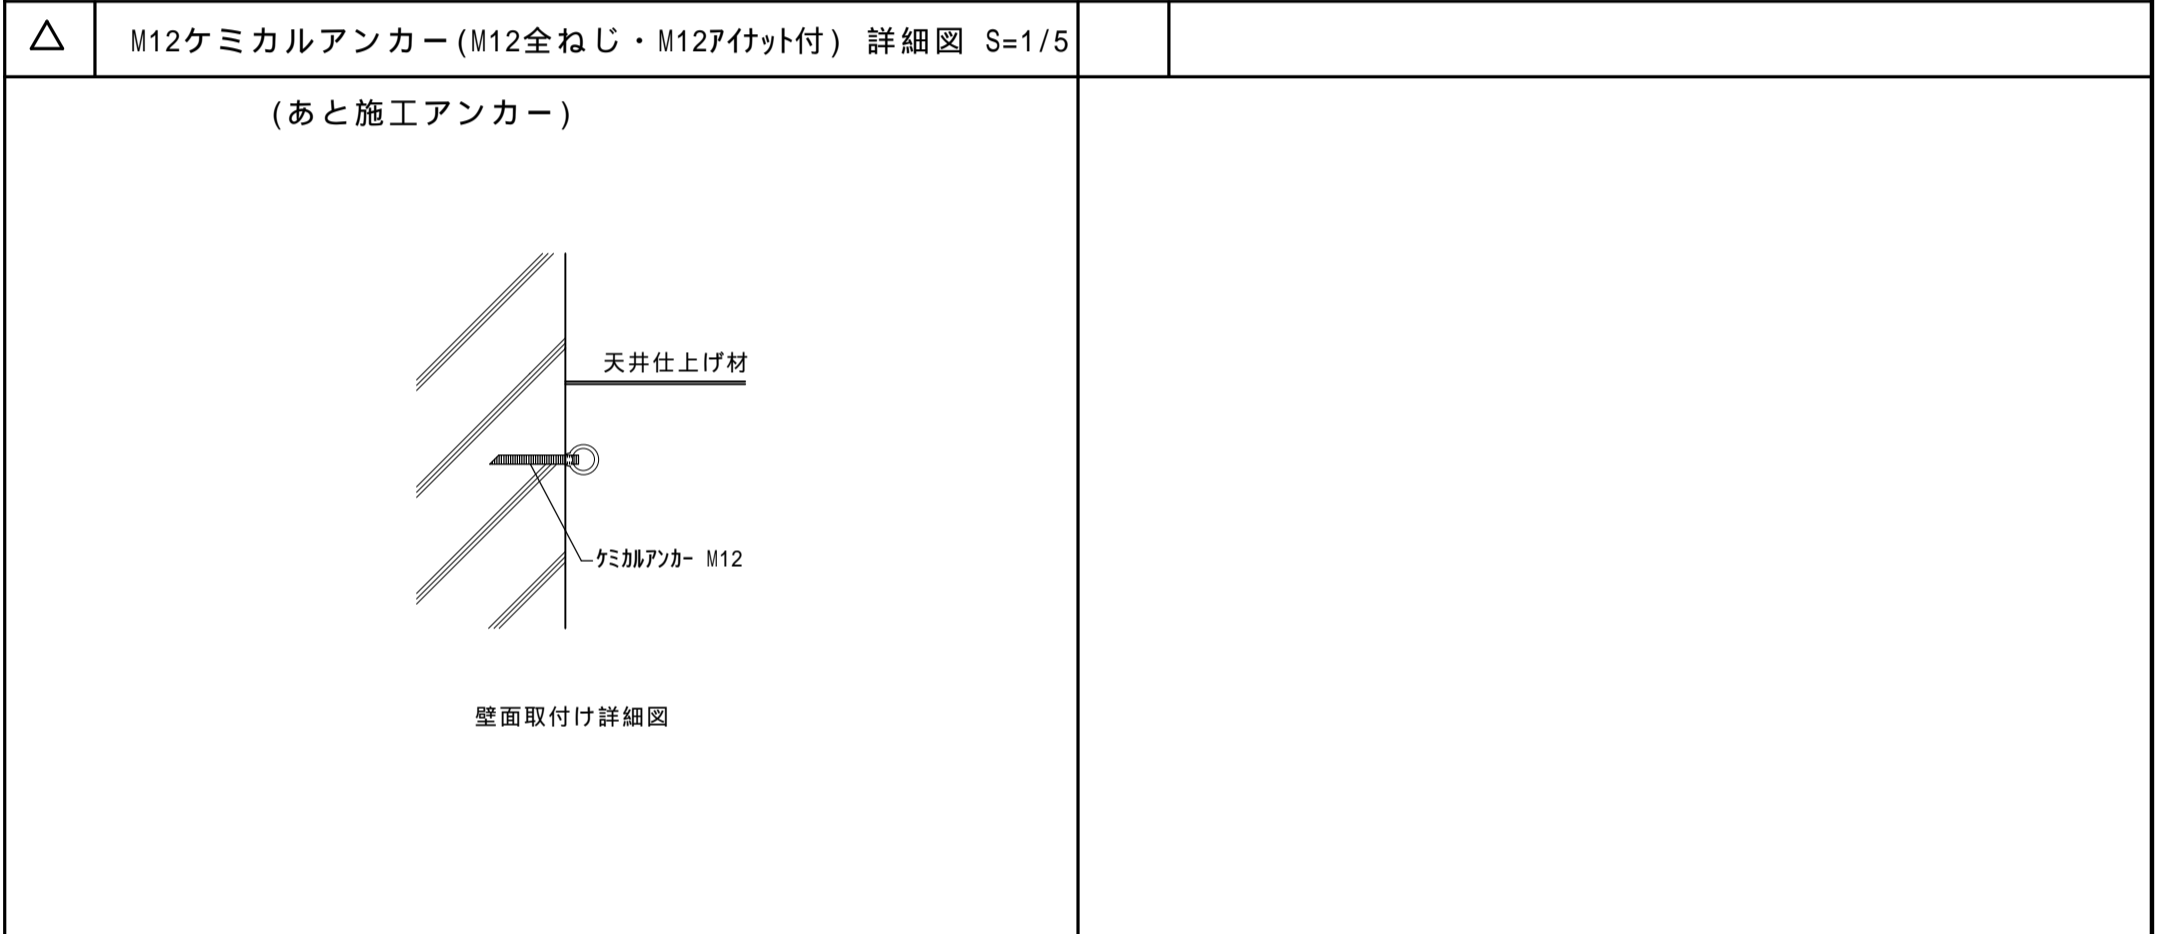 △ M12ケミカルアンカー(M12全ねじ・M12ｱｲﾅｯﾄ付) 詳細図 S=1/5
(あと施工アンカー)
天井仕上げ材
ｹﾐｶﾙｱﾝｶｰ M12
壁面取付け詳細図